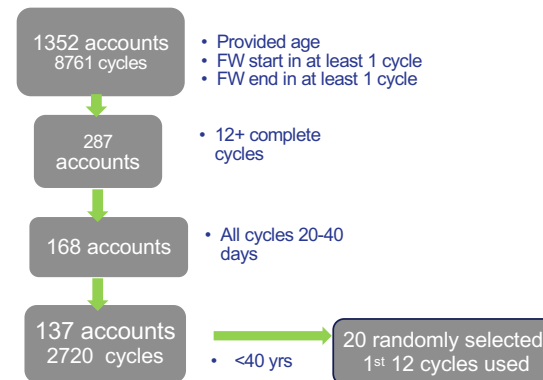 1352 accounts
8761 cycles
• Provided age
• FW start in at least 1 cycle
• FW end in at least 1 cycle
287
accounts
• 12+ complete
cycles
168 accounts
• All cycles 20-40
days
137 accounts
2720 cycles
• <40 yrs
20 randomly selected
1st 12 cycles used